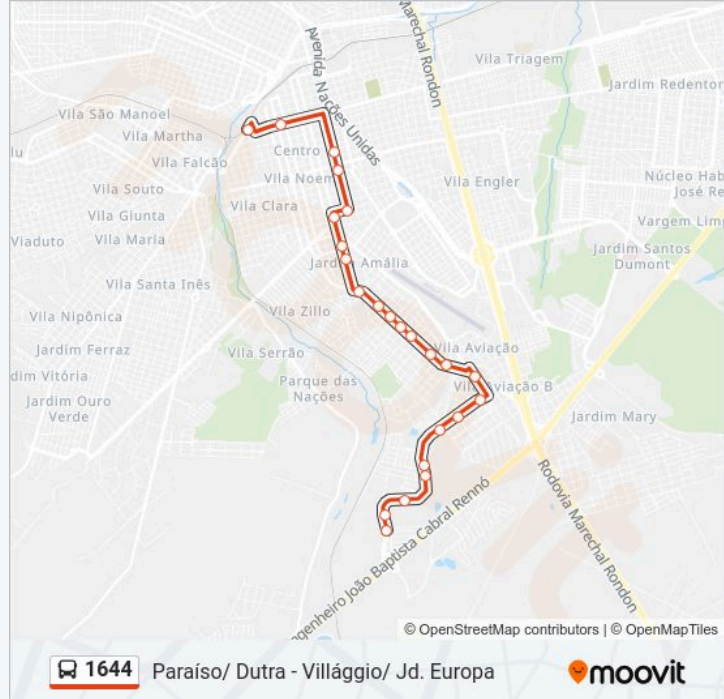 Marechal Rondon
Avenida Nações Unidas
Vila Triagem
Jardim Redentor
Vila São Manoel
Vila Martha
Centro
Vila Falcão
lu
Vila Noem
Vila Engler
Núcleo Hab
José Re
Vila Souto
Vila Clara
Vila Giunta
Vargem Limp
Viaduto
Vila Maria
Jardim Santos
Dumont
Jardim Amália
Vila Santa Inês
Vila Zillo
Vila Nipônica
Jardim Ferraz
Vila Serrão
Vila Aviação
dim Vitória
Parque das
Nações
Vila Aviação B
Jardim Ouro
Verde
Jardim Mary
Rodovia Marechal Rondon
ngenheiro João Baptista Cabral Rennó
© OpenStreetMap contributors | © OpenMapTiles
1644 Paraíso/ Dutra - Villággio/ Jd. Europa
moovit